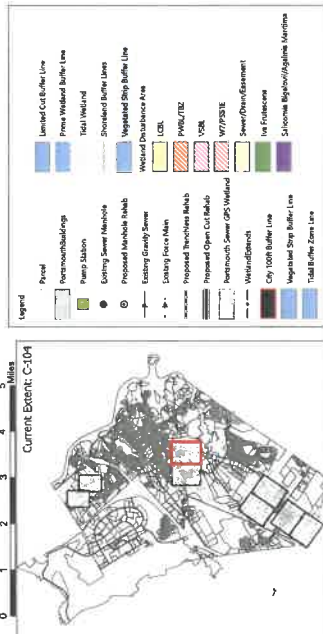 0 1 2 3 4 5
Miles
Current Extent: C-104
Legend
Parcel
PortsmouthBuildings
Pump Station
Existing Sewer Manhole
Proposed Manhole Rehab
Existing Gravity Sewer
Existing Force Main
Proposed Trenchless Rehab
Proposed Open Cut Rehab
Portsmouth Sewer GPS Wetland
WetlandExtends
City 100ft Buffer Line
Vegetated Strip Buffer Line
Tidal Buffer Zone Line
Limited Cut Buffer Line
Prime Wetland Buffer Line
Tidal Wetland
Shoreland Buffer Lines
Vegetated Strip Buffer Line
Wetland Disturbance Area
LCBL
PWBL/TBZ
VSBL
W7/PSS1E
Sewer/Drain/Easement
Iva Frutescens
Salicornia Bigelovii/Agalinis Maritima